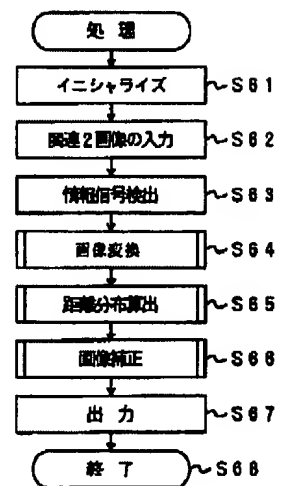 処理
イニシャライズ ～S61
関連2画像の入力 ～S62
情報信号検出 ～S63
画像変換 ～S64
距離分布算出 ～S65
画像補正 ～S66
出力 ～S67
終了 ～S68